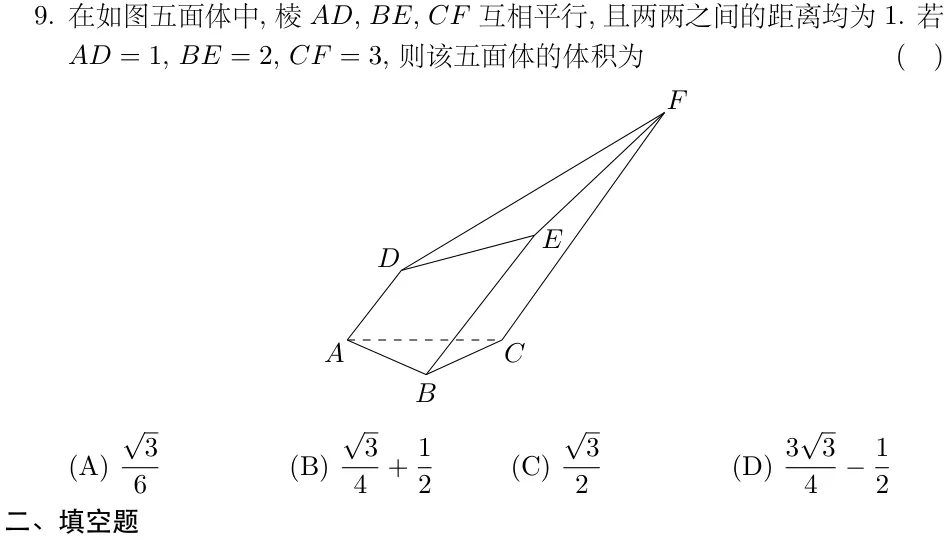 9. 在如图五面体中, 棱 AD, BE, CF 互相平行, 且两两之间的距离均为 1. 若
AD = 1, BE = 2, CF = 3, 则该五面体的体积为 ( )
F
E
D
A
C
B
(A) √3/6 (B) √3/4 + 1/2 (C) √3/2 (D) 3√3/4 − 1/2
二、填空题